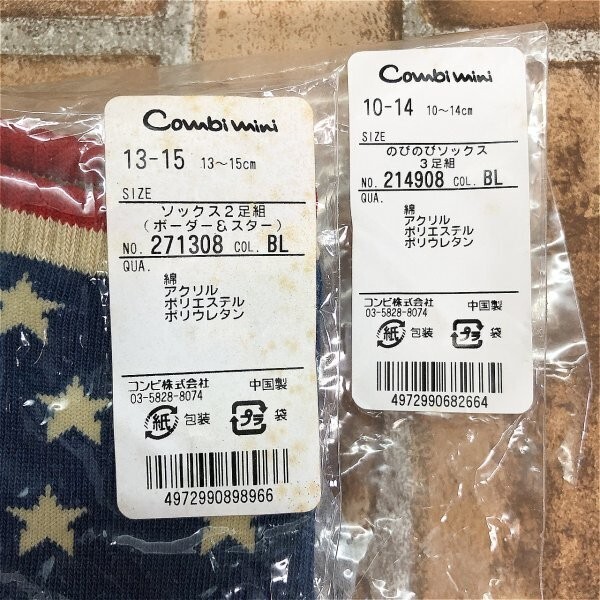 Combi mini
13-15 13～15cm
SIZE
ソックス2足組
(ボーダー&スター)
NO. 271308 COL. BL
QUA.
綿
アクリル
ポリエステル
ポリウレタン
コンビ株式会社 中国製
03-5828-8074
紙 包装 プラ 袋
4972990898966
Combi mini
10-14 10～14cm
SIZE
のびのびソックス
3足組
NO. 214908 COL. BL
QUA.
綿
アクリル
ポリエステル
ポリウレタン
コンビ株式会社 中国製
03-5828-8074
紙 包装 プラ 袋
4972990682664